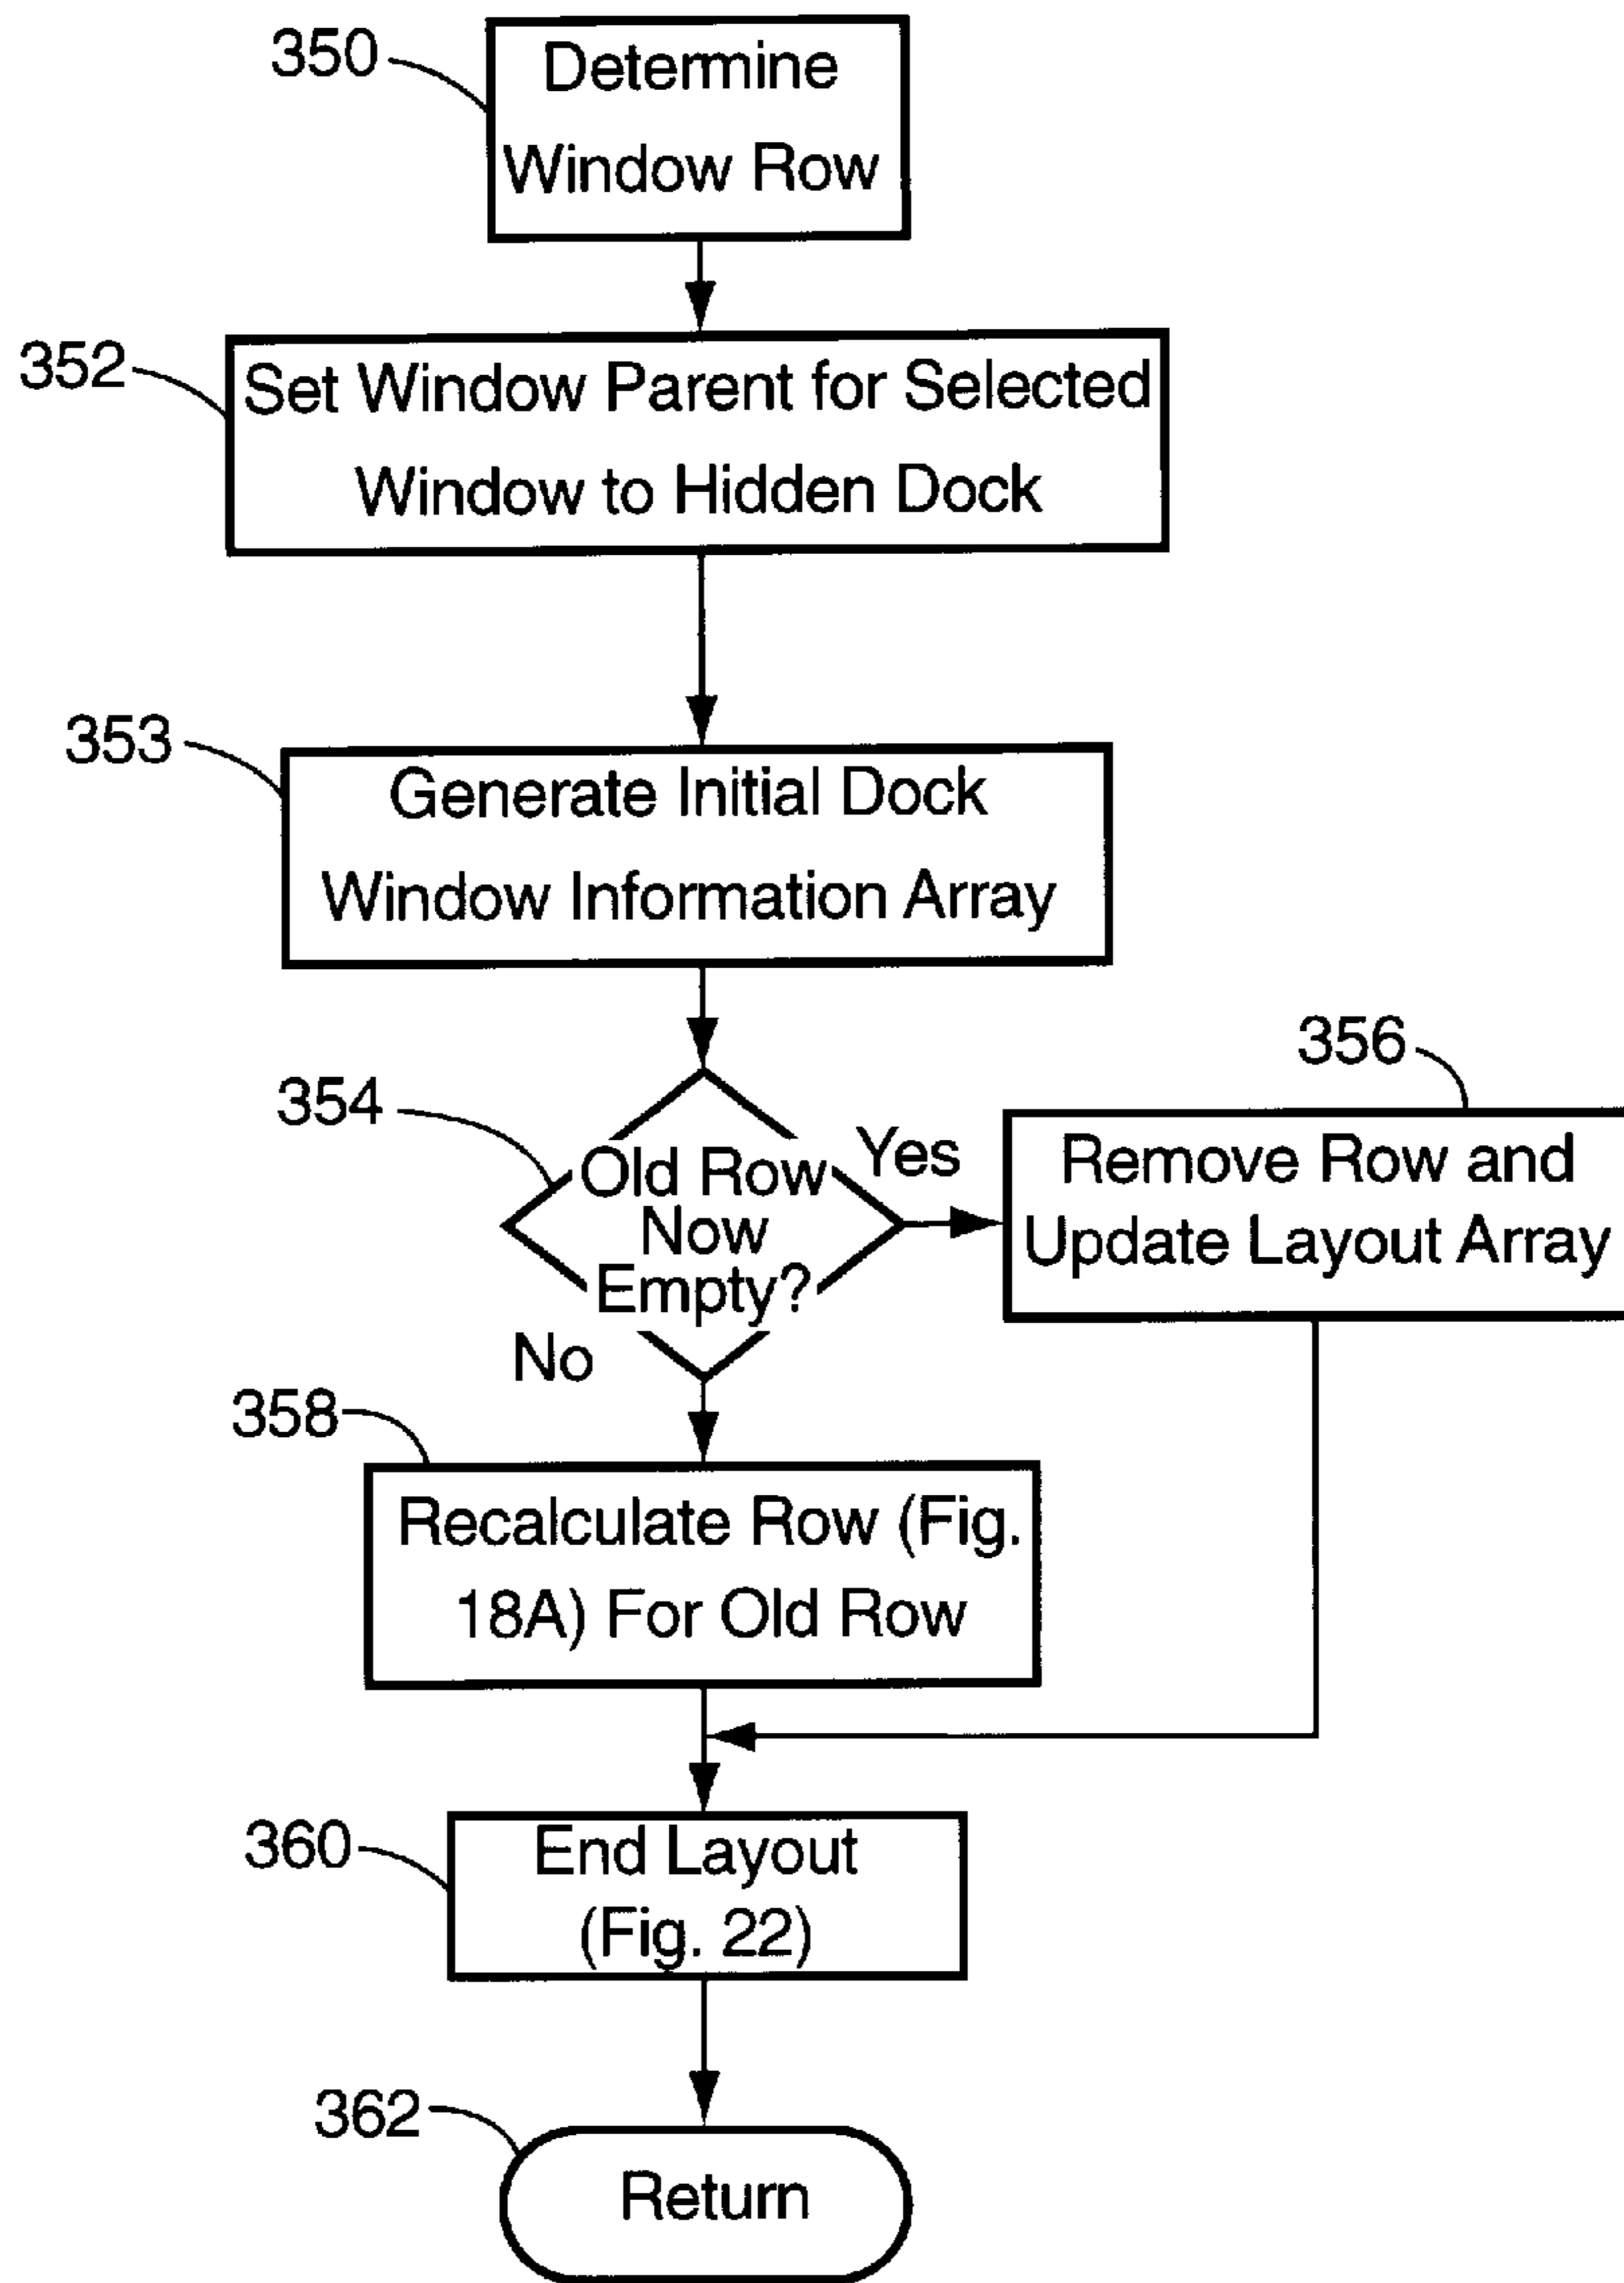 350
Determine
Window Row
352
Set Window Parent for Selected
Window to Hidden Dock
353
Generate Initial Dock
Window Information Array
354
Old Row
Now
Empty?
Yes
356
Remove Row and
Update Layout Array
No
358
Recalculate Row (Fig.
18A) For Old Row
360
End Layout
(Fig. 22)
362
Return